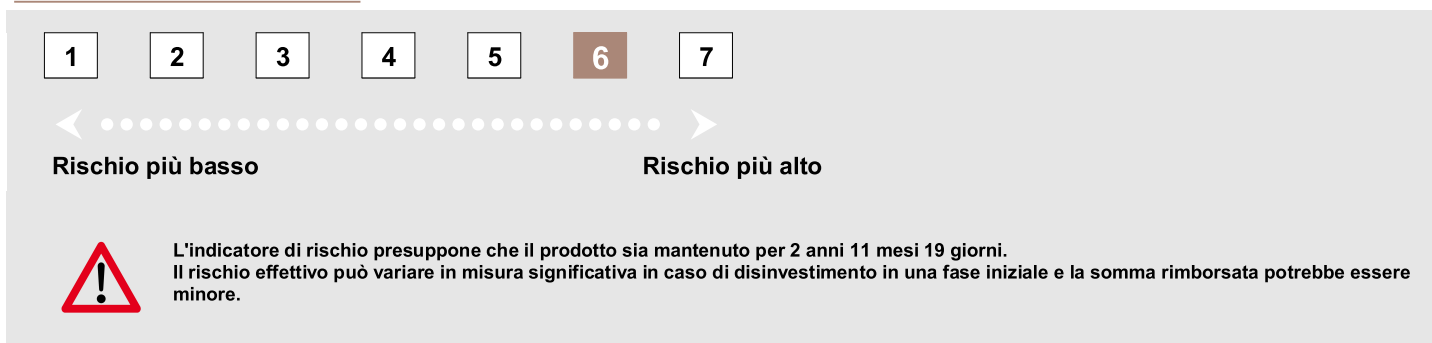 1 2 3 4 5 6 7
Rischio più basso Rischio più alto
L'indicatore di rischio presuppone che il prodotto sia mantenuto per 2 anni 11 mesi 19 giorni.
Il rischio effettivo può variare in misura significativa in caso di disinvestimento in una fase iniziale e la somma rimborsata potrebbe essere
minore.